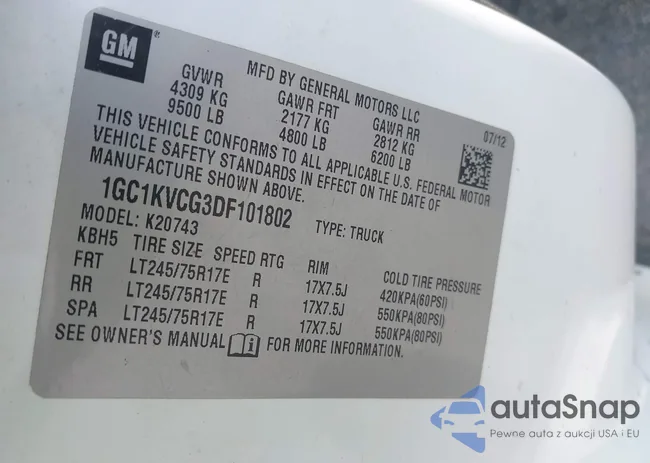 GM
MFD BY GENERAL MOTORS LLC
GVWR GAWR FRT GAWR RR 07/12
4309 KG 2177 KG 2812 KG
9500 LB 4800 LB 6200 LB
THIS VEHICLE CONFORMS TO ALL APPLICABLE U.S. FEDERAL MOTOR
VEHICLE SAFETY STANDARDS IN EFFECT ON THE DATE OF
MANUFACTURE SHOWN ABOVE.
1GC1KVCG3DF101802
MODEL: K20743 TYPE: TRUCK
KBH5 TIRE SIZE SPEED RTG RIM COLD TIRE PRESSURE
FRT LT245/75R17E R 17X7.5J 420KPA(60PSI)
RR LT245/75R17E R 17X7.5J 550KPA(80PSI)
SPA LT245/75R17E R 17X7.5J 550KPA(80PSI)
SEE OWNER'S MANUAL FOR MORE INFORMATION.
autaSnap
Pewne auta z aukcji USA i EU